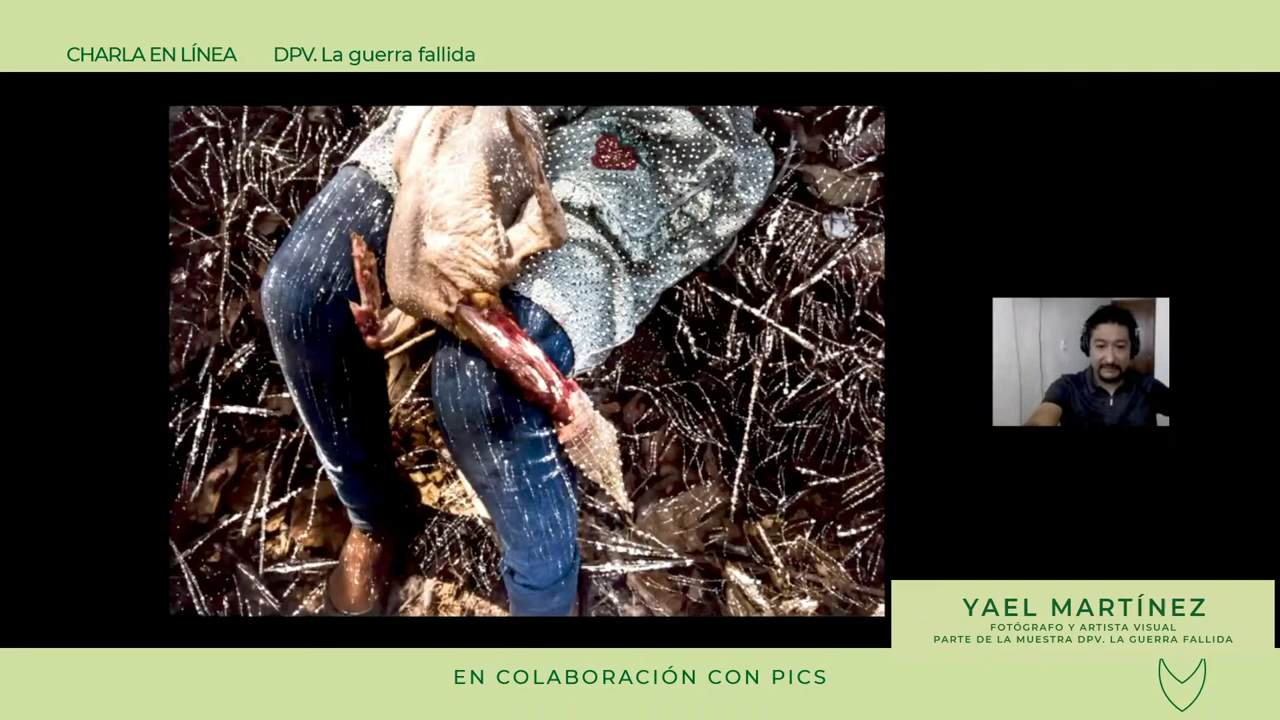 CHARLA EN LÍNEA DPV. La guerra fallida
YAEL MARTÍNEZ
FOTÓGRAFO Y ARTISTA VISUAL
PARTE DE LA MUESTRA DPV. LA GUERRA FALLIDA
EN COLABORACIÓN CON PICS